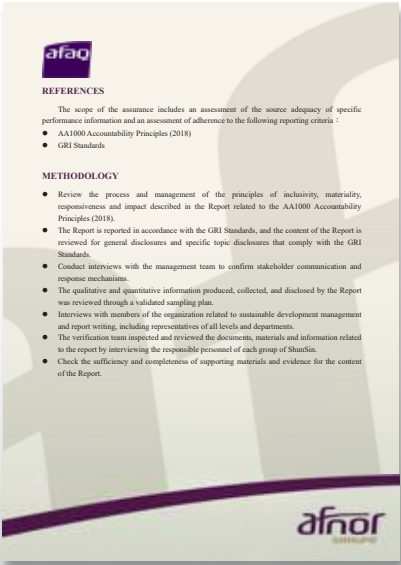 afaq
REFERENCES
The scope of the assurance includes an assessment of the source adequacy of specific
performance information and an assessment of adherence to the following reporting criteria：
● AA1000 Accountability Principles (2018)
● GRI Standards
METHODOLOGY
● Review the process and management of the principles of inclusivity, materiality,
responsiveness and impact described in the Report related to the AA1000 Accountability
Principles (2018).
● The Report is reported in accordance with the GRI Standards, and the content of the Report is
reviewed for general disclosures and specific topic disclosures that comply with the GRI
Standards.
● Conduct interviews with the management team to confirm stakeholder communication and
response mechanisms.
● The qualitative and quantitative information produced, collected, and disclosed by the Report
was reviewed through a validated sampling plan.
● Interviews with members of the organization related to sustainable development management
and report writing, including representatives of all levels and departments.
● The verification team inspected and reviewed the documents, materials and information related
to the report by interviewing the responsible personnel of each group of ShunSin.
● Check the sufficiency and completeness of supporting materials and evidence for the content
of the Report.
afnor
GROUPE